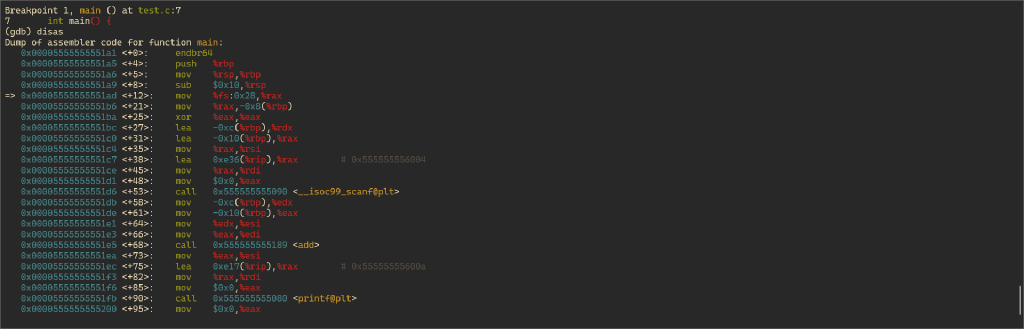 Breakpoint 1, main () at test.c:7
7       int main() {
(gdb) disas
Dump of assembler code for function main:
   0x00005555555551a1 <+0>:     endbr64
   0x00005555555551a5 <+4>:     push   %rbp
   0x00005555555551a6 <+5>:     mov    %rsp,%rbp
   0x00005555555551a9 <+8>:     sub    $0x10,%rsp
=> 0x00005555555551ad <+12>:    mov    %fs:0x28,%rax
   0x00005555555551b6 <+21>:    mov    %rax,-0x8(%rbp)
   0x00005555555551ba <+25>:    xor    %eax,%eax
   0x00005555555551bc <+27>:    lea    -0xc(%rbp),%rdx
   0x00005555555551c0 <+31>:    lea    -0x10(%rbp),%rax
   0x00005555555551c4 <+35>:    mov    %rax,%rsi
   0x00005555555551c7 <+38>:    lea    0xe36(%rip),%rax        # 0x555555556004
   0x00005555555551ce <+45>:    mov    %rax,%rdi
   0x00005555555551d1 <+48>:    mov    $0x0,%eax
   0x00005555555551d6 <+53>:    call   0x555555555090 <__isoc99_scanf@plt>
   0x00005555555551db <+58>:    mov    -0xc(%rbp),%edx
   0x00005555555551de <+61>:    mov    -0x10(%rbp),%eax
   0x00005555555551e1 <+64>:    mov    %edx,%esi
   0x00005555555551e3 <+66>:    mov    %eax,%edi
   0x00005555555551e5 <+68>:    call   0x555555555189 <add>
   0x00005555555551ea <+73>:    mov    %eax,%esi
   0x00005555555551ec <+75>:    lea    0xe17(%rip),%rax        # 0x55555555600a
   0x00005555555551f3 <+82>:    mov    %rax,%rdi
   0x00005555555551f6 <+85>:    mov    $0x0,%eax
   0x00005555555551fb <+90>:    call   0x555555555080 <printf@plt>
   0x0000555555555200 <+95>:    mov    $0x0,%eax